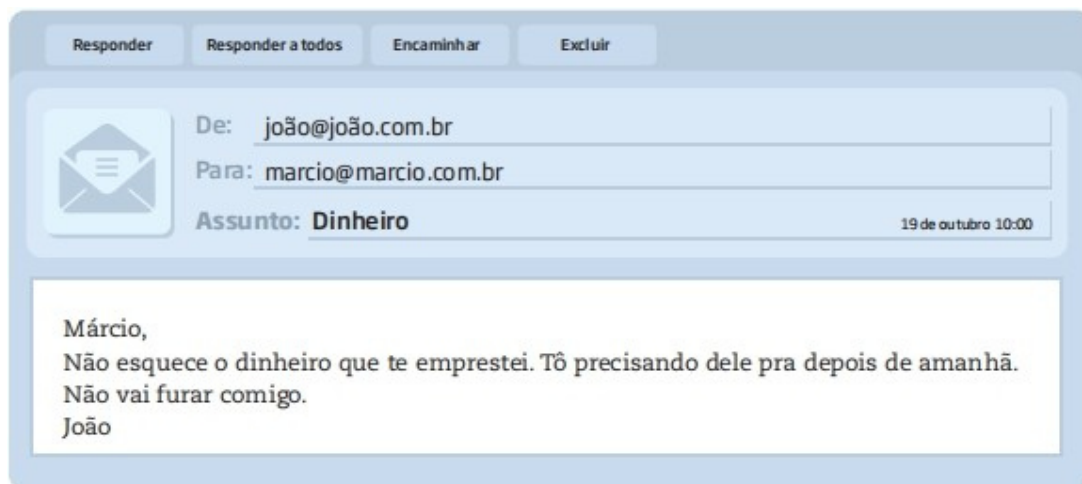 Responder Responder a todos Encaminhar Excluir
De: joão@joão.com.br
Para: marcio@marcio.com.br
Assunto: Dinheiro 19 de outubro 10:00
Márcio,
Não esquece o dinheiro que te emprestei. Tô precisando dele pra depois de amanhã.
Não vai furar comigo.
João